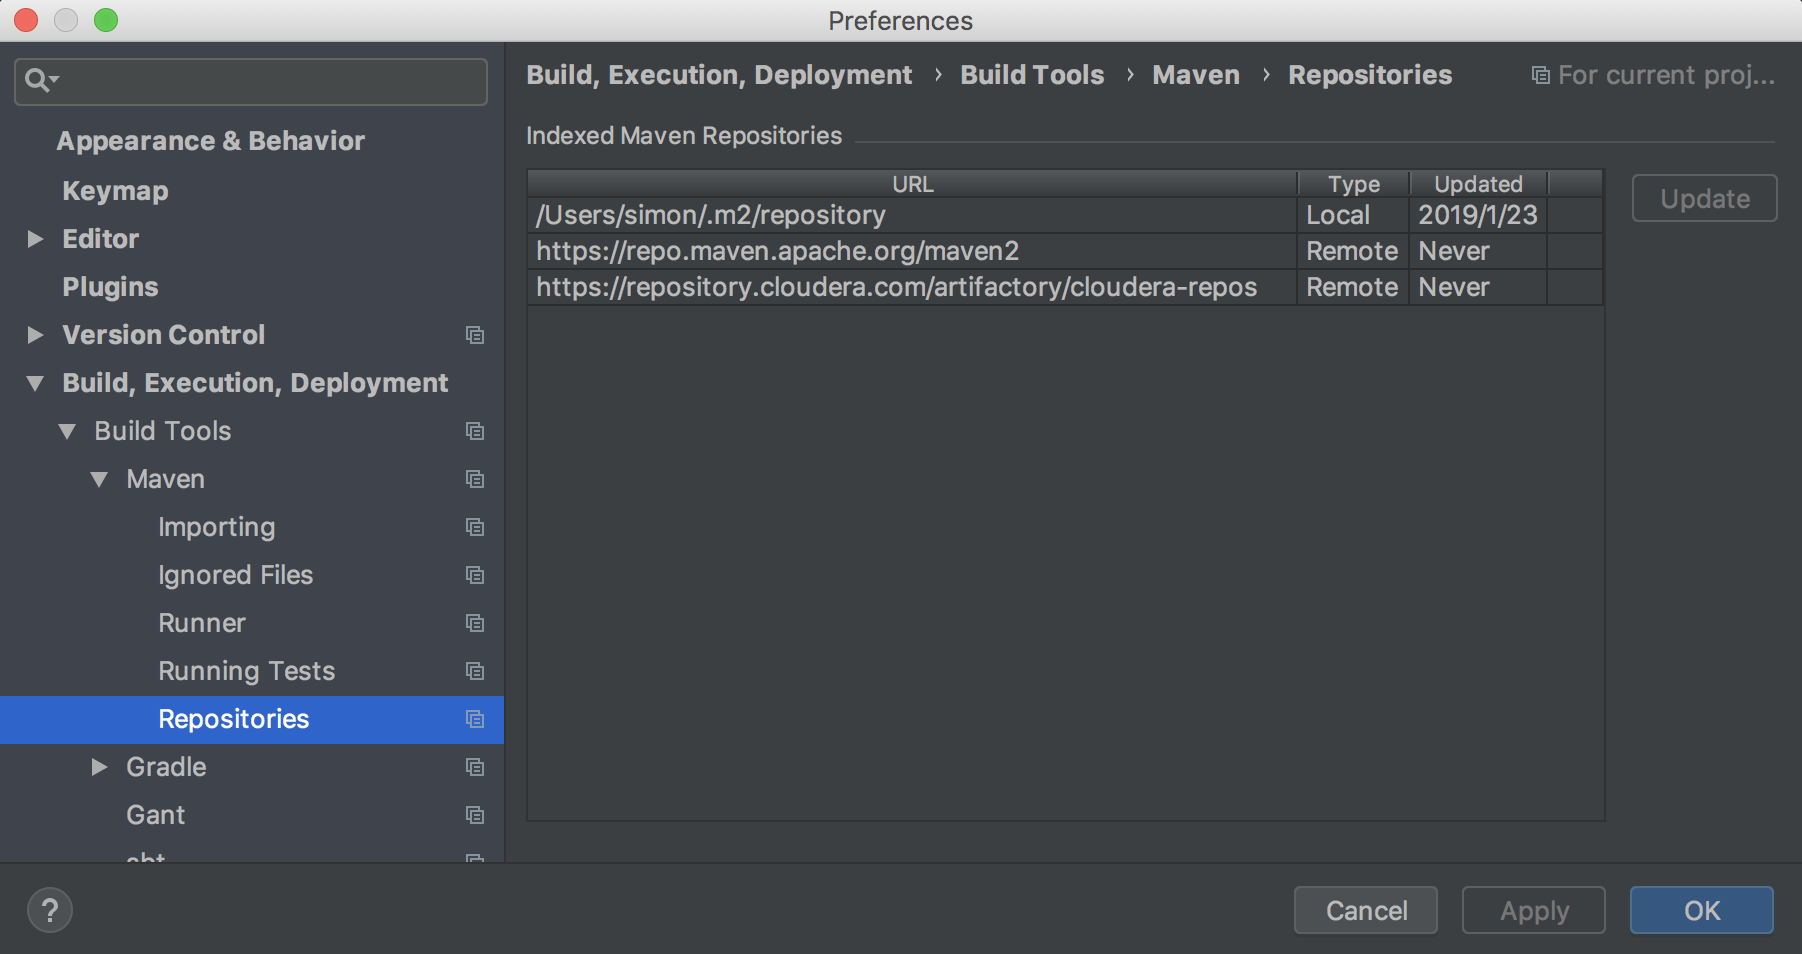 Preferences
Appearance & Behavior
Keymap
Editor
Plugins
Version Control
Build, Execution, Deployment
Build Tools
Maven
Importing
Ignored Files
Runner
Running Tests
Repositories
Gradle
Gant
sbt
Build, Execution, Deployment › Build Tools › Maven › Repositories For current proj...
Indexed Maven Repositories
URL Type Updated
/Users/simon/.m2/repository Local 2019/1/23
https://repo.maven.apache.org/maven2 Remote Never
https://repository.cloudera.com/artifactory/cloudera-repos Remote Never
Update
?
Cancel Apply OK